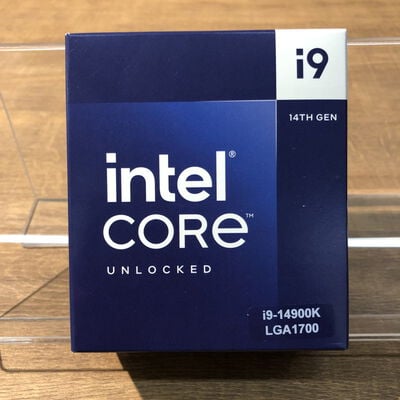 i9
14TH GEN
intel®
CORE™
UNLOCKED
i9-14900K
LGA1700